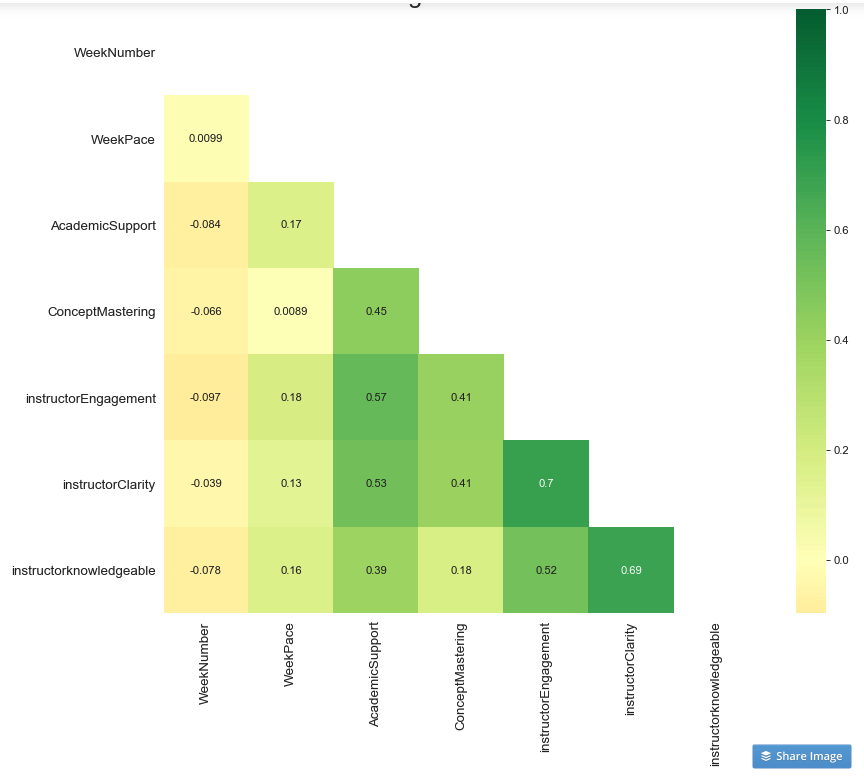 1.0
WeekNumber
0.8
WeekPace 0.0099
0.6
AcademicSupport -0.084 0.17
ConceptMastering -0.066 0.0089 0.45
0.4
instructorEngagement -0.097 0.18 0.57 0.41
0.2
instructorClarity -0.039 0.13 0.53 0.41 0.7
0.0
instructorknowledgeable -0.078 0.16 0.39 0.18 0.52 0.69
WeekNumber
WeekPace
AcademicSupport
ConceptMastering
instructorEngagement
instructorClarity
instructorknowledgeable
Share Image